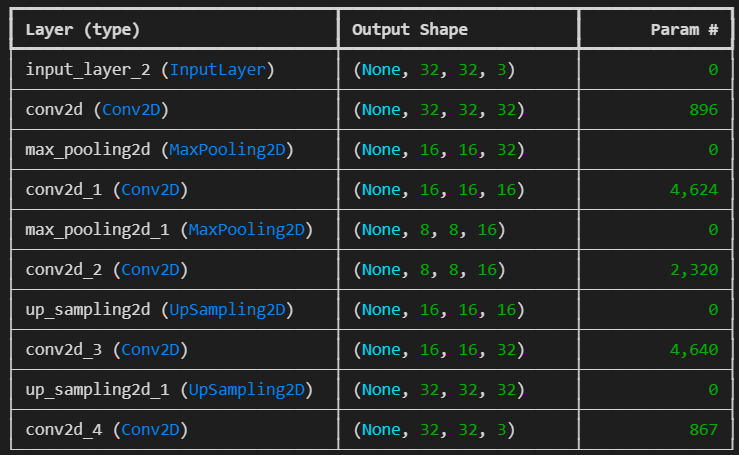 Layer (type) Output Shape Param #
input_layer_2 (InputLayer) (None, 32, 32, 3) 0
conv2d (Conv2D) (None, 32, 32, 32) 896
max_pooling2d (MaxPooling2D) (None, 16, 16, 32) 0
conv2d_1 (Conv2D) (None, 16, 16, 16) 4,624
max_pooling2d_1 (MaxPooling2D) (None, 8, 8, 16) 0
conv2d_2 (Conv2D) (None, 8, 8, 16) 2,320
up_sampling2d (UpSampling2D) (None, 16, 16, 16) 0
conv2d_3 (Conv2D) (None, 16, 16, 32) 4,640
up_sampling2d_1 (UpSampling2D) (None, 32, 32, 32) 0
conv2d_4 (Conv2D) (None, 32, 32, 3) 867